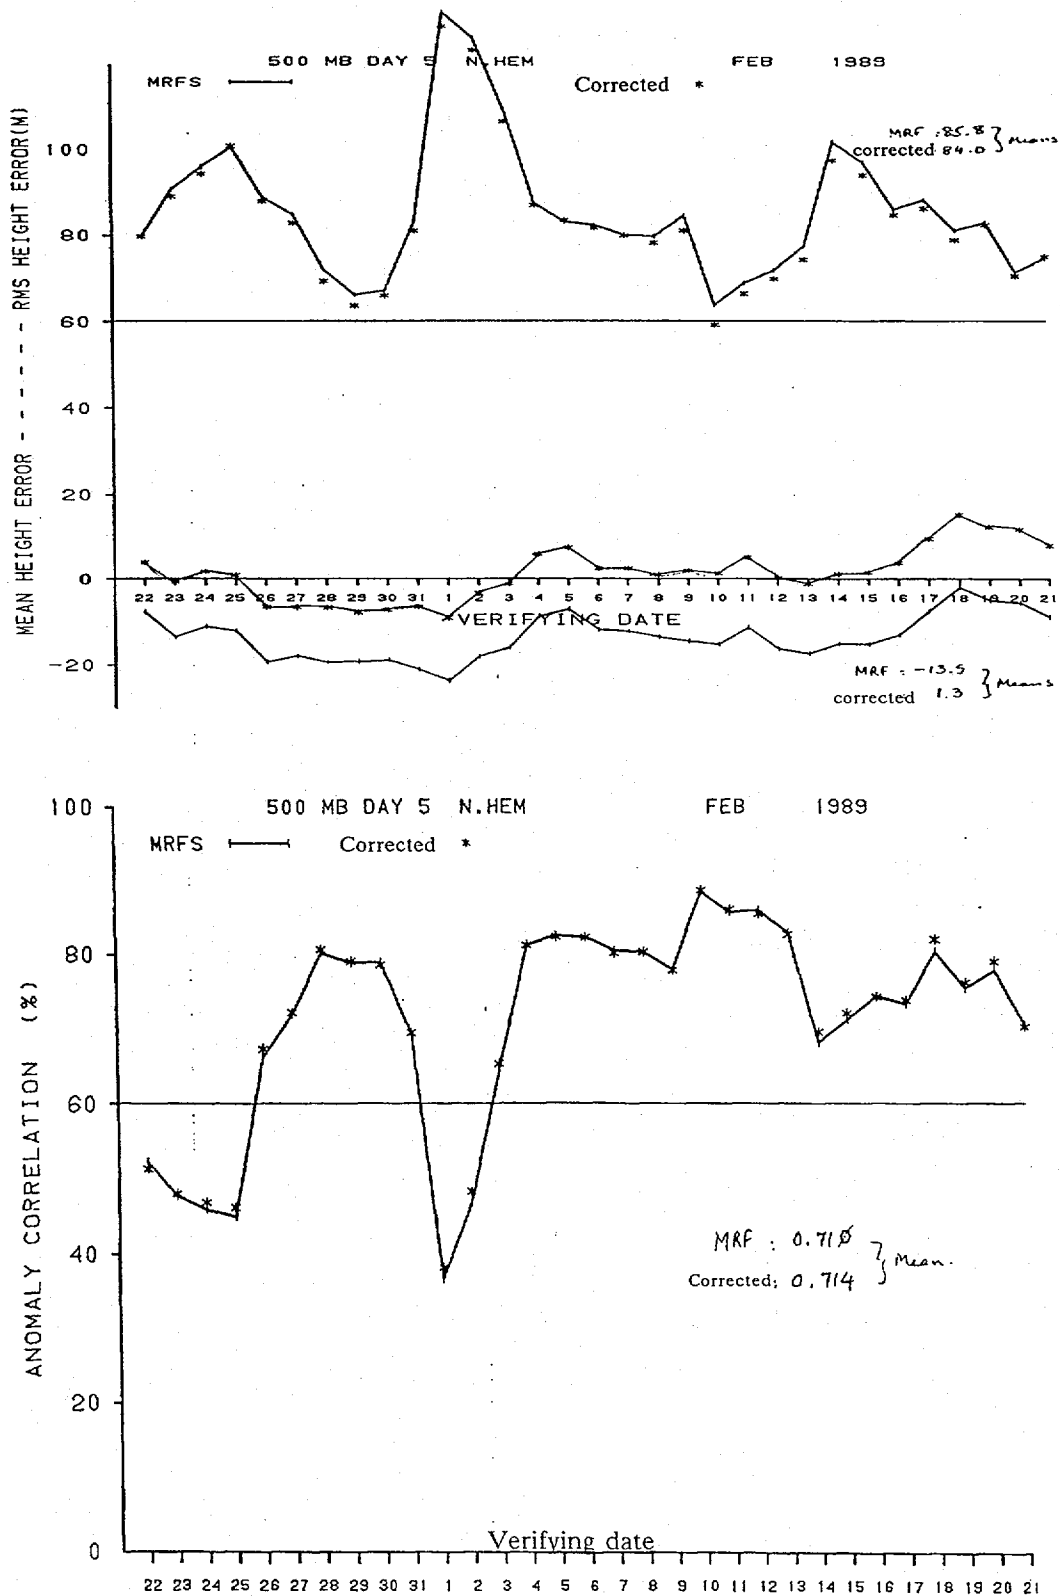 500 MB DAY 5 N.HEM FEB 1989
MRFS Corrected *
MRF : 85.8 } Means
corrected 84.0
RMS HEIGHT ERROR(M)
MEAN HEIGHT ERROR - - - - -
100
80
60
40
20
0
-20
22 23 24 25 26 27 28 29 30 31 1 2 3 4 5 6 7 8 9 10 11 12 13 14 15 16 17 18 19 20 21
VERIFYING DATE
MRF : -13.5 } Means
corrected 1.3
500 MB DAY 5 N.HEM FEB 1989
MRFS Corrected *
ANOMALY CORRELATION (%)
100
80
60
40
20
0
MRF : 0.710 } Mean.
Corrected: 0.714
Verifying date
22 23 24 25 26 27 28 29 30 31 1 2 3 4 5 6 7 8 9 10 11 12 13 14 15 16 17 18 19 20 21